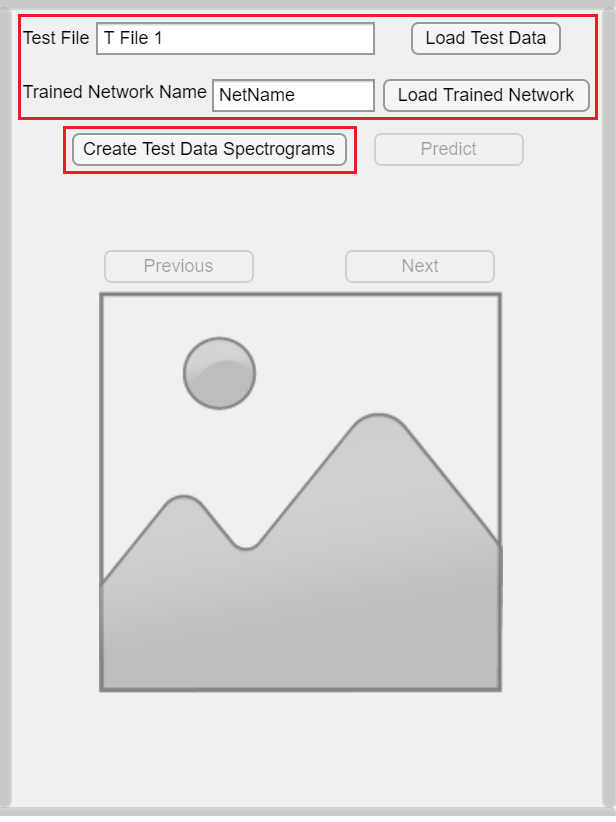 Test File T File 1 Load Test Data
Trained Network Name NetName Load Trained Network
Create Test Data Spectrograms Predict
Previous Next